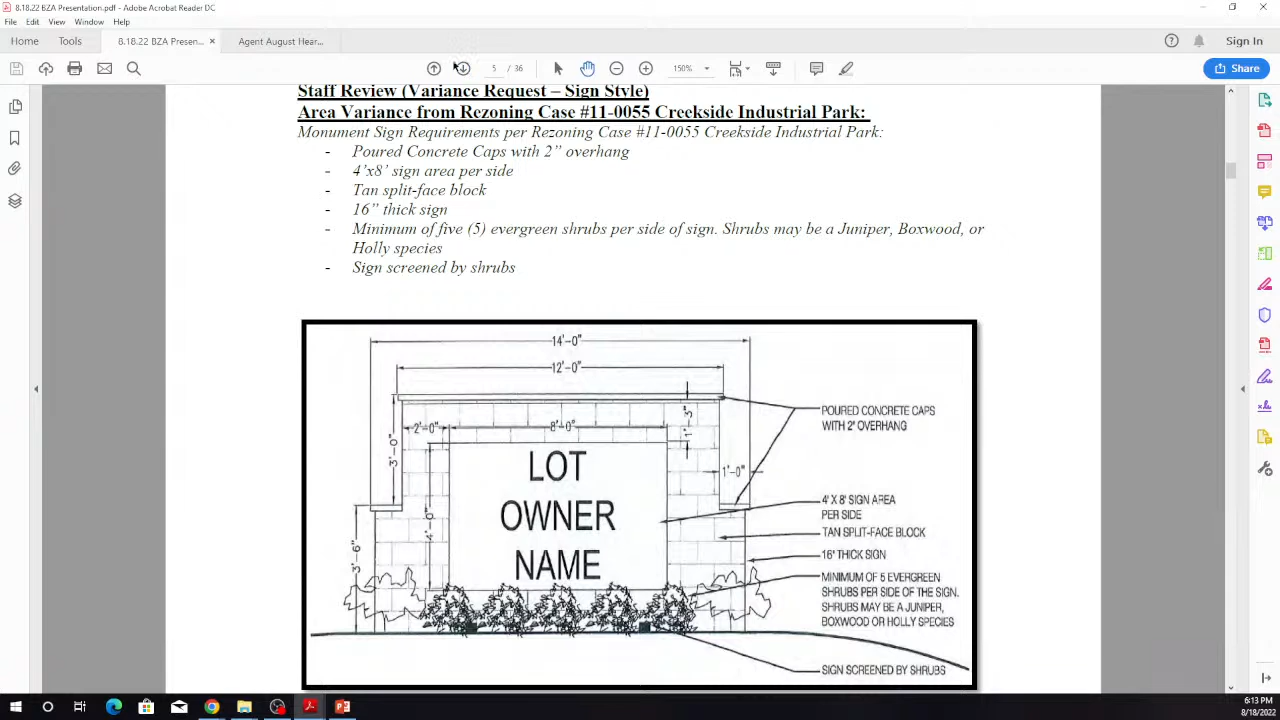 8.18.22 BZA Presentation.pdf - Adobe Acrobat Reader DC
File Edit View Window Help
Home Tools 8.18.22 BZA Presen... × Agent August Hear...
Sign In
5 / 36
150%
Share
Staff Review (Variance Request – Sign Style)
Area Variance from Rezoning Case #11-0055 Creekside Industrial Park:
Monument Sign Requirements per Rezoning Case #11-0055 Creekside Industrial Park:
- Poured Concrete Caps with 2” overhang
- 4’x8’ sign area per side
- Tan split-face block
- 16” thick sign
- Minimum of five (5) evergreen shrubs per side of sign. Shrubs may be a Juniper, Boxwood, or
Holly species
- Sign screened by shrubs
14'-0"
12'-0"
1'-3"
2'-0"
8'-0"
3'-0"
1'-0"
4'-0"
3'-6"
LOT
OWNER
NAME
POURED CONCRETE CAPS
WITH 2" OVERHANG
4' X 8' SIGN AREA
PER SIDE
TAN SPLIT-FACE BLOCK
16" THICK SIGN
MINIMUM OF 5 EVERGREEN
SHRUBS PER SIDE OF THE SIGN.
SHRUBS MAY BE A JUNIPER,
BOXWOOD OR HOLLY SPECIES
SIGN SCREENED BY SHRUBS
6:13 PM
8/18/2022